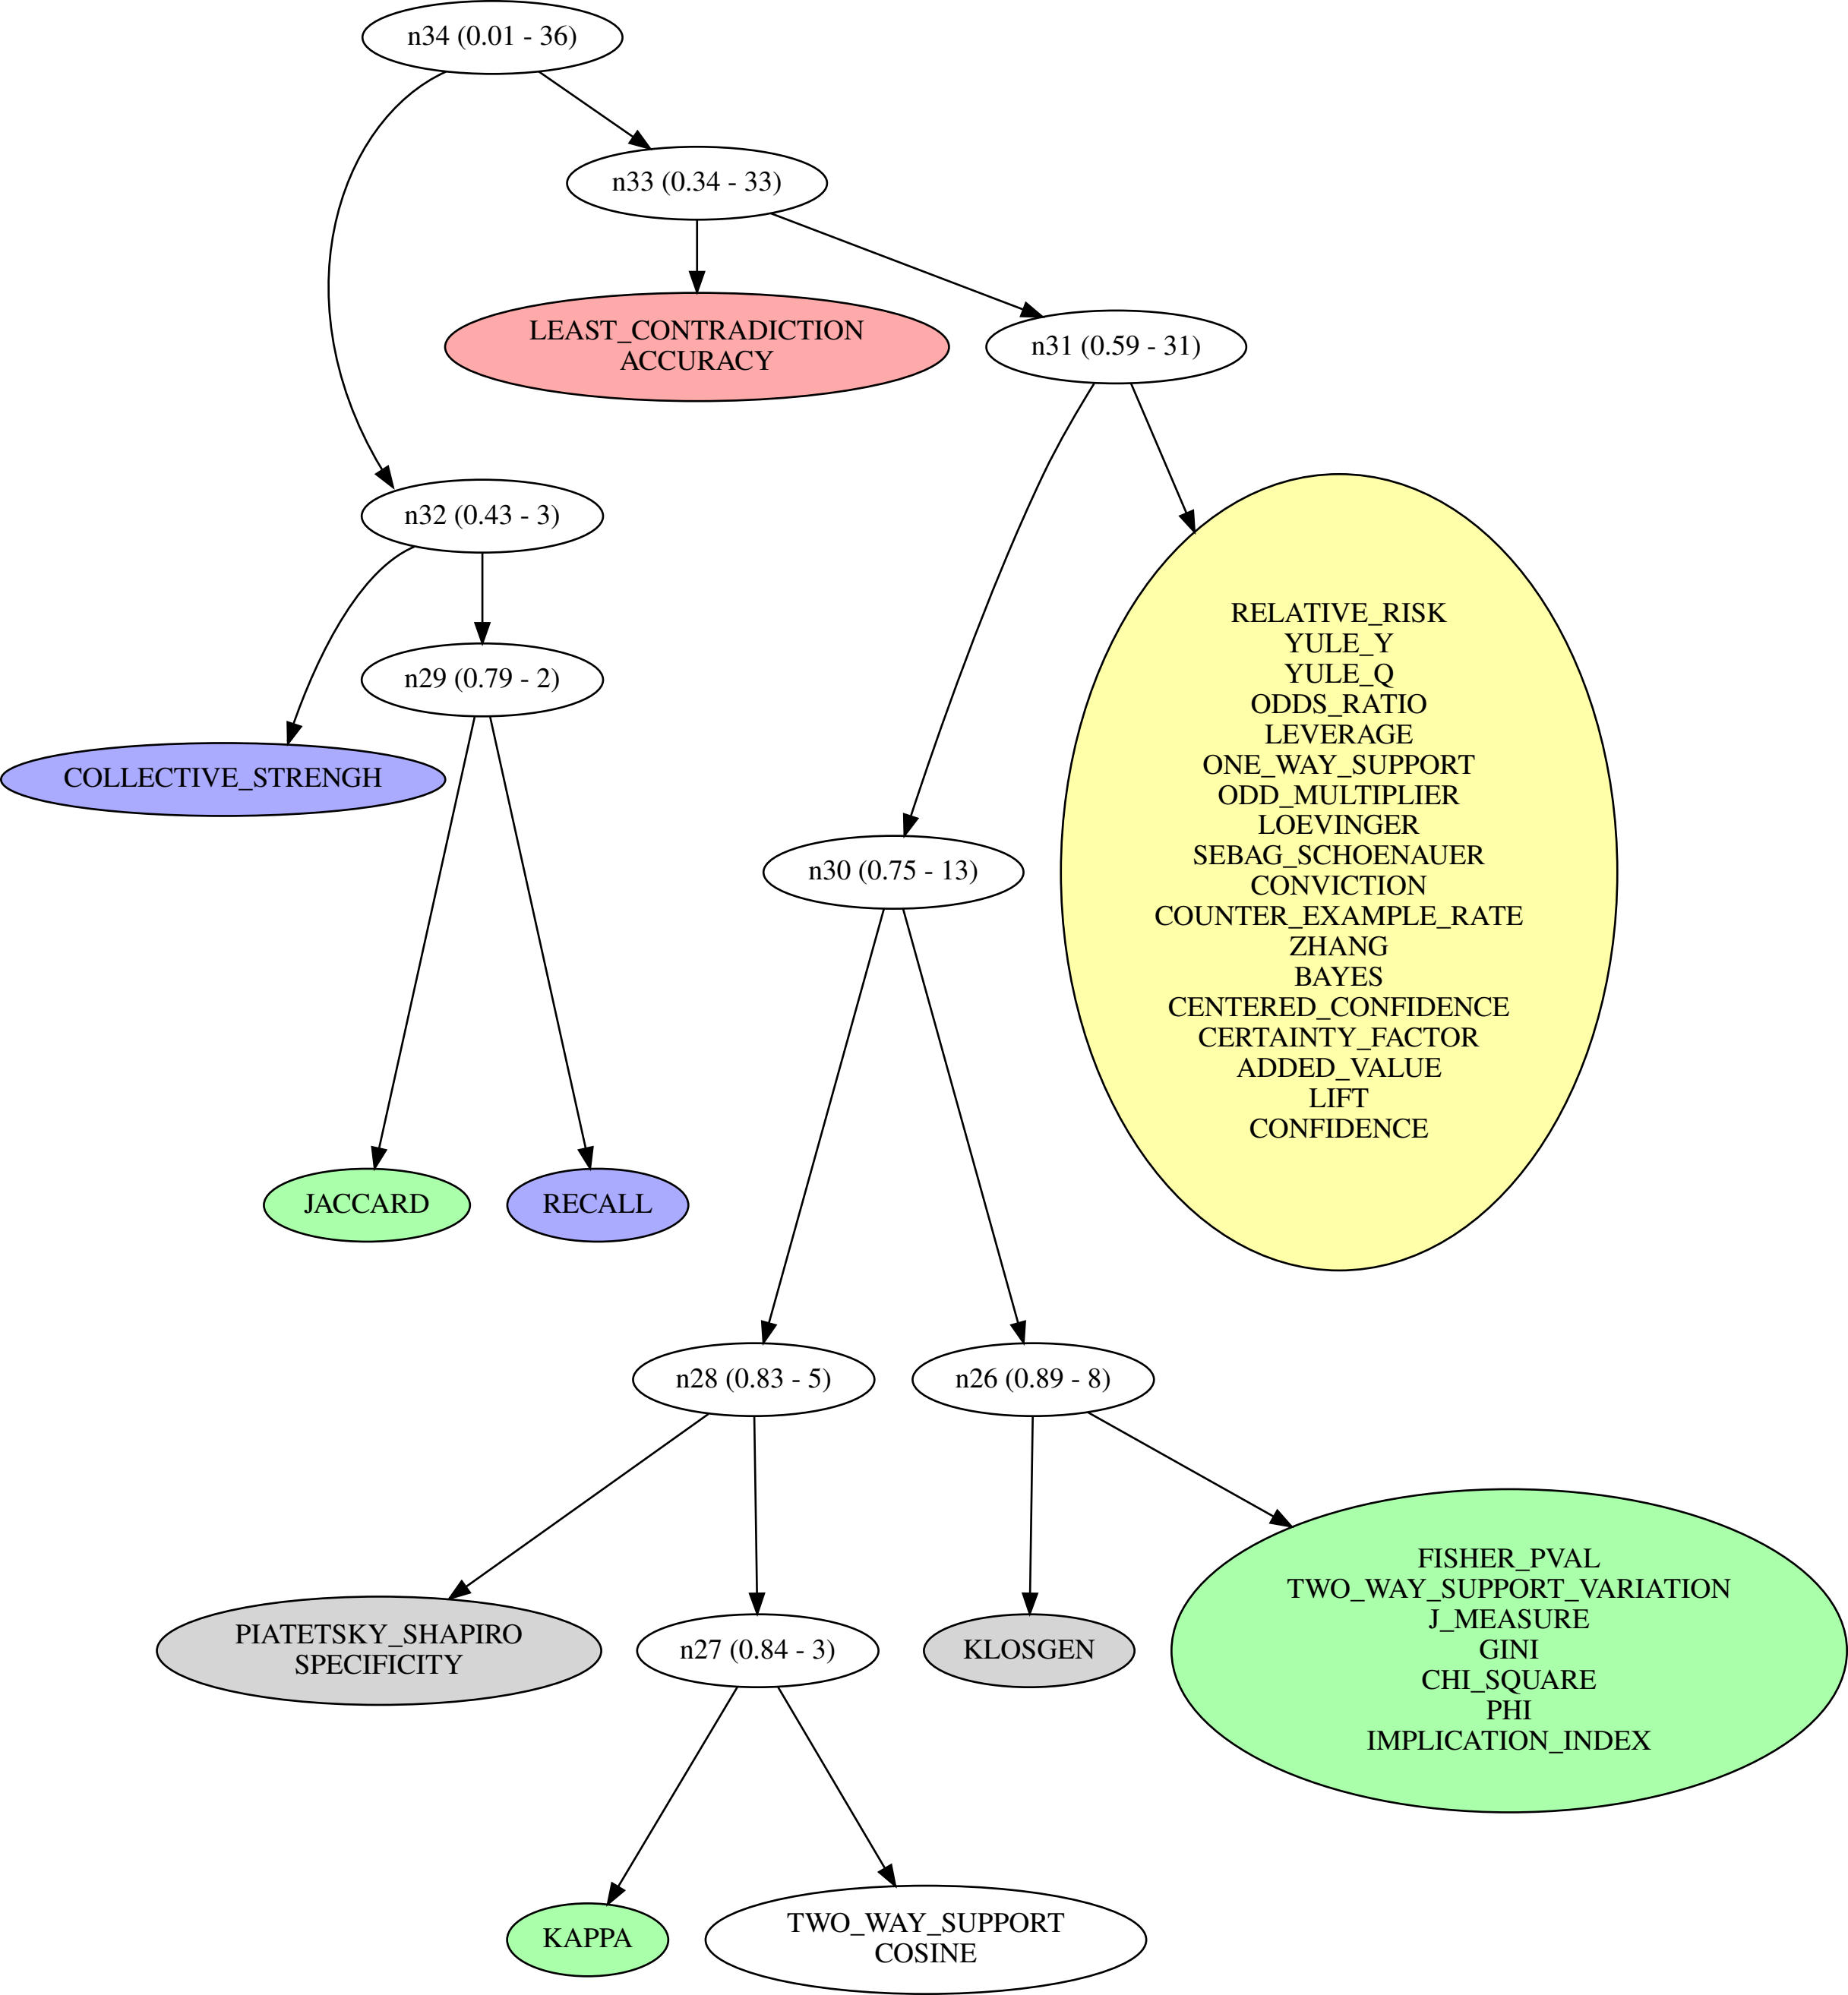 n34 (0.01 - 36)
n33 (0.34 - 33)
LEAST_CONTRADICTION
ACCURACY
n31 (0.59 - 31)
n32 (0.43 - 3)
n29 (0.79 - 2)
COLLECTIVE_STRENGH
RELATIVE_RISK
YULE_Y
YULE_Q
ODDS_RATIO
LEVERAGE
ONE_WAY_SUPPORT
ODD_MULTIPLIER
LOEVINGER
SEBAG_SCHOENAUER
CONVICTION
COUNTER_EXAMPLE_RATE
ZHANG
BAYES
CENTERED_CONFIDENCE
CERTAINTY_FACTOR
ADDED_VALUE
LIFT
CONFIDENCE
n30 (0.75 - 13)
JACCARD
RECALL
n28 (0.83 - 5)
n26 (0.89 - 8)
PIATETSKY_SHAPIRO
SPECIFICITY
n27 (0.84 - 3)
KLOSGEN
FISHER_PVAL
TWO_WAY_SUPPORT_VARIATION
J_MEASURE
GINI
CHI_SQUARE
PHI
IMPLICATION_INDEX
KAPPA
TWO_WAY_SUPPORT
COSINE